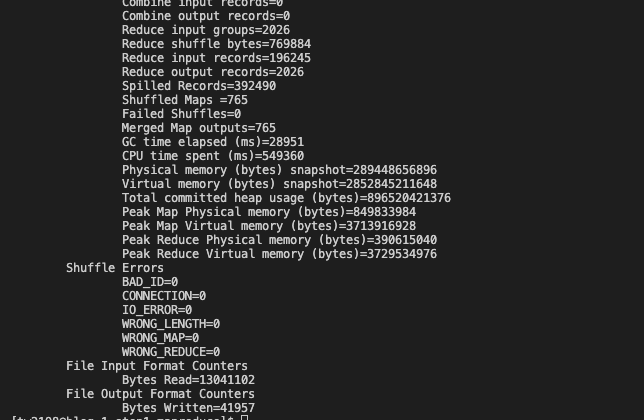 Combine input records=0
Combine output records=0
Reduce input groups=2026
Reduce shuffle bytes=769884
Reduce input records=196245
Reduce output records=2026
Spilled Records=392490
Shuffled Maps =765
Failed Shuffles=0
Merged Map outputs=765
GC time elapsed (ms)=28951
CPU time spent (ms)=549360
Physical memory (bytes) snapshot=289448656896
Virtual memory (bytes) snapshot=2852845211648
Total committed heap usage (bytes)=896520421376
Peak Map Physical memory (bytes)=849833984
Peak Map Virtual memory (bytes)=3713916928
Peak Reduce Physical memory (bytes)=390615040
Peak Reduce Virtual memory (bytes)=3729534976
Shuffle Errors
BAD_ID=0
CONNECTION=0
IO_ERROR=0
WRONG_LENGTH=0
WRONG_MAP=0
WRONG_REDUCE=0
File Input Format Counters
Bytes Read=13041102
File Output Format Counters
Bytes Written=41957